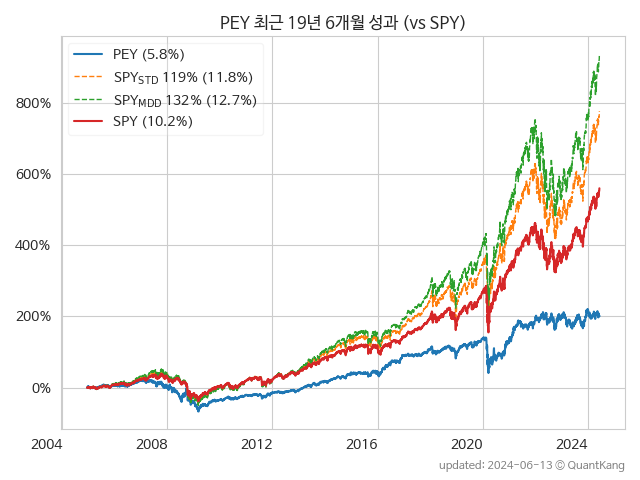 PEY 최근 19년 6개월 성과 (vs SPY)
PEY (5.8%)
SPY_STD 119% (11.8%)
SPY_MDD 132% (12.7%)
SPY (10.2%)
800%
600%
400%
200%
0%
2004 2008 2012 2016 2020 2024
updated: 2024-06-13 © QuantKang